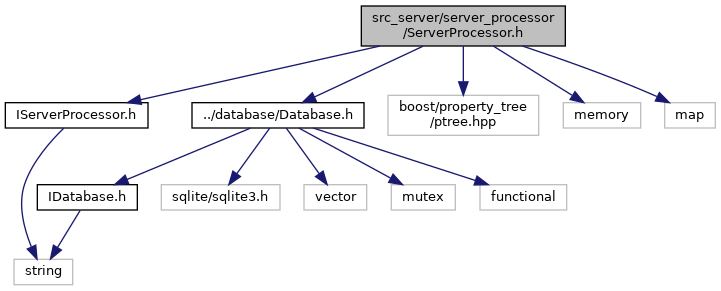 src_server/server_processor
/ServerProcessor.h
IServerProcessor.h
../database/Database.h
boost/property_tree
/ptree.hpp
memory
map
IDatabase.h
sqlite/sqlite3.h
vector
mutex
functional
string